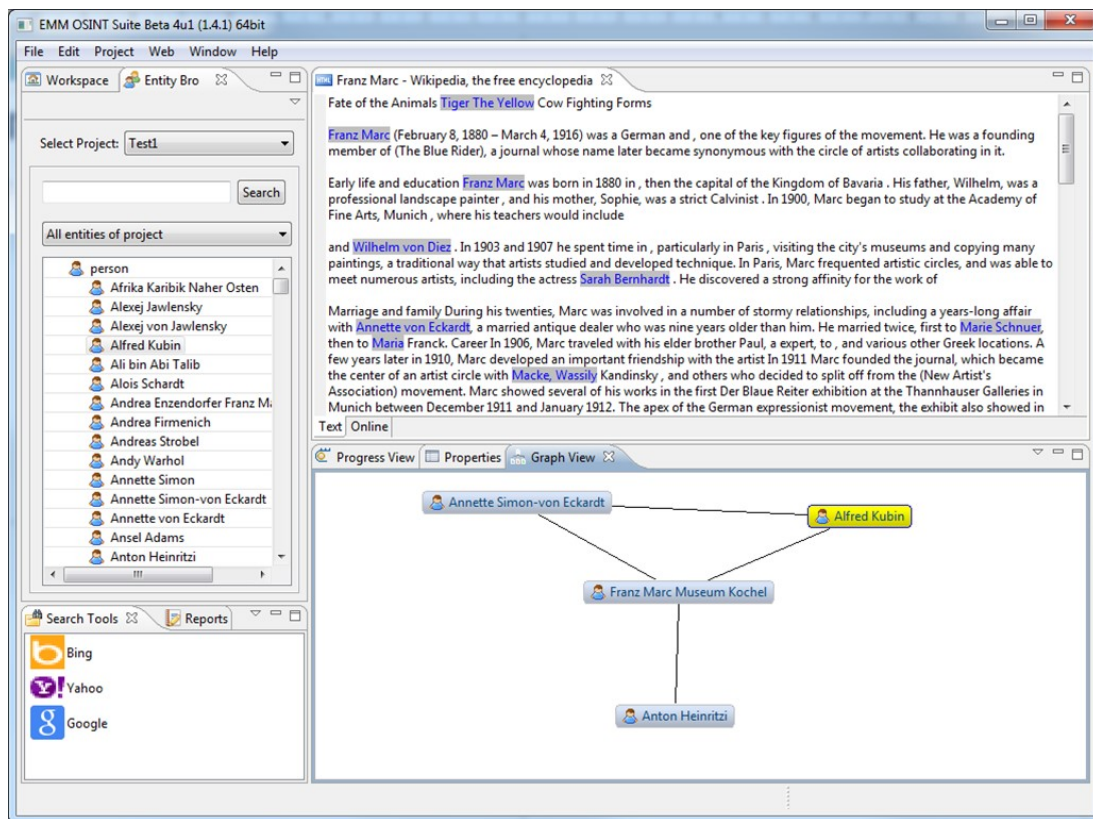 EMM OSINT Suite Beta 4u1 (1.4.1) 64bit
File Edit Project Web Window Help
Workspace Entity Bro
Select Project: Test1
Search
All entities of project
person
Afrika Karibik Naher Osten
Alexej Jawlensky
Alexej von Jawlensky
Alfred Kubin
Ali bin Abi Talib
Alois Schardt
Andrea Enzendorfer Franz Ma
Andrea Firmenich
Andreas Strobel
Andy Warhol
Annette Simon
Annette Simon-von Eckardt
Annette von Eckardt
Ansel Adams
Anton Heinritzi
Search Tools Reports
Bing
Yahoo
Google
Franz Marc - Wikipedia, the free encyclopedia
Fate of the Animals Tiger The Yellow Cow Fighting Forms
Franz Marc (February 8, 1880 – March 4, 1916) was a German and , one of the key figures of the movement. He was a founding
member of (The Blue Rider), a journal whose name later became synonymous with the circle of artists collaborating in it.
Early life and education Franz Marc was born in 1880 in , then the capital of the Kingdom of Bavaria . His father, Wilhelm, was a
professional landscape painter , and his mother, Sophie, was a strict Calvinist . In 1900, Marc began to study at the Academy of
Fine Arts, Munich , where his teachers would include
and Wilhelm von Diez . In 1903 and 1907 he spent time in , particularly in Paris , visiting the city's museums and copying many
paintings, a traditional way that artists studied and developed technique. In Paris, Marc frequented artistic circles, and was able to
meet numerous artists, including the actress Sarah Bernhardt . He discovered a strong affinity for the work of
Marriage and family During his twenties, Marc was involved in a number of stormy relationships, including a years-long affair
with Annette von Eckardt, a married antique dealer who was nine years older than him. He married twice, first to Marie Schnuer,
then to Maria Franck. Career In 1906, Marc traveled with his elder brother Paul, a expert, to , and various other Greek locations. A
few years later in 1910, Marc developed an important friendship with the artist In 1911 Marc founded the journal, which became
the center of an artist circle with Macke, Wassily Kandinsky , and others who decided to split off from the (New Artist's
Association) movement. Marc showed several of his works in the first Der Blaue Reiter exhibition at the Thannhauser Galleries in
Munich between December 1911 and January 1912. The apex of the German expressionist movement, the exhibit also showed in
Text Online
Progress View Properties Graph View
Annette Simon-von Eckardt
Alfred Kubin
Franz Marc Museum Kochel
Anton Heinritzi